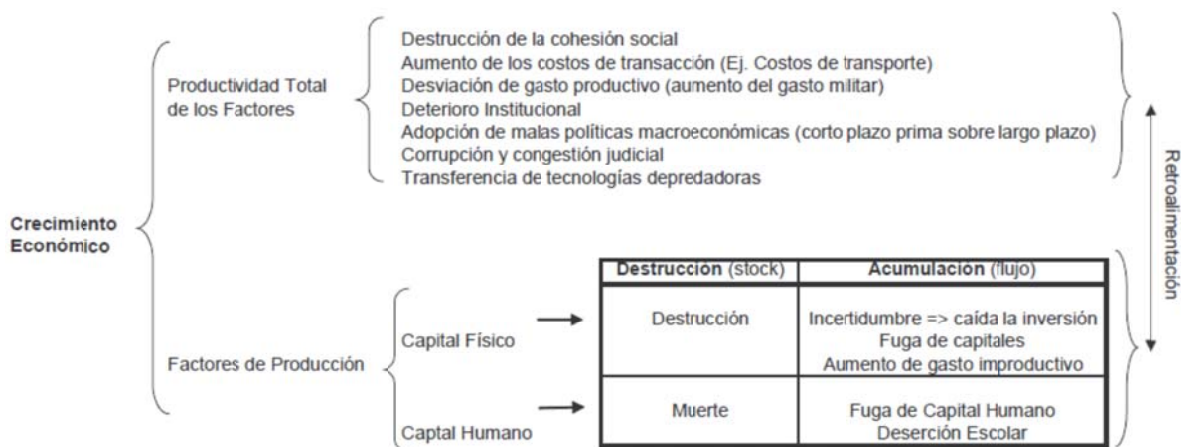 Destrucción de la cohesión social
Aumento de los costos de transacción (Ej. Costos de transporte)
Productividad Total
de los Factores
Desviación de gasto productivo (aumento del gasto militar)
Deterioro Institucional
Adopción de malas políticas macroeconómicas (corto plazo prima sobre largo plazo)
Corrupción y congestión judicial
Transferencia de tecnologías depredadoras
Retroalimentación
Crecimiento
Económico
Destrucción (stock)
Acumulación (flujo)
Factores de Producción
Capital Físico
Destrucción
Incertidumbre => caída la inversión
Fuga de capitales
Aumento de gasto improductivo
Captal Humano
Muerte
Fuga de Capital Humano
Deserción Escolar